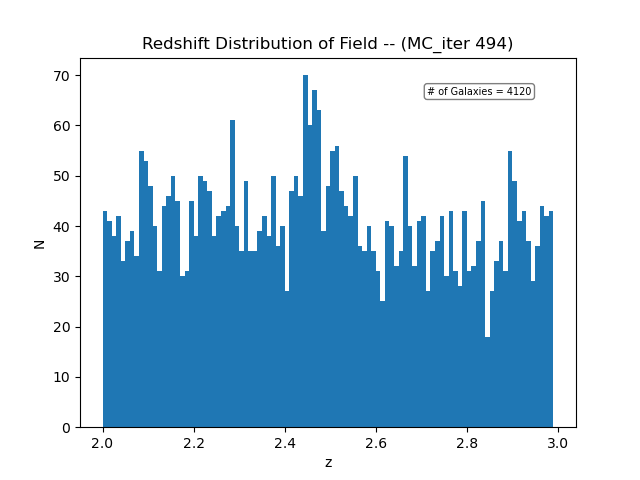 Redshift Distribution of Field -- (MC_iter 494)
# of Galaxies = 4120
70
60
50
40
30
20
10
0
N
2.0 2.2 2.4 2.6 2.8 3.0
z